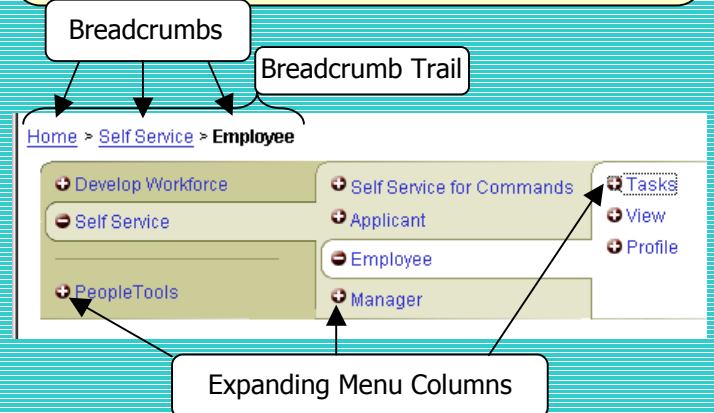 Breadcrumbs
Breadcrumb Trail
Home > Self Service > Employee
Develop Workforce
Self Service
PeopleTools
Self Service for Commands
Applicant
Employee
Manager
Tasks
View
Profile
Expanding Menu Columns